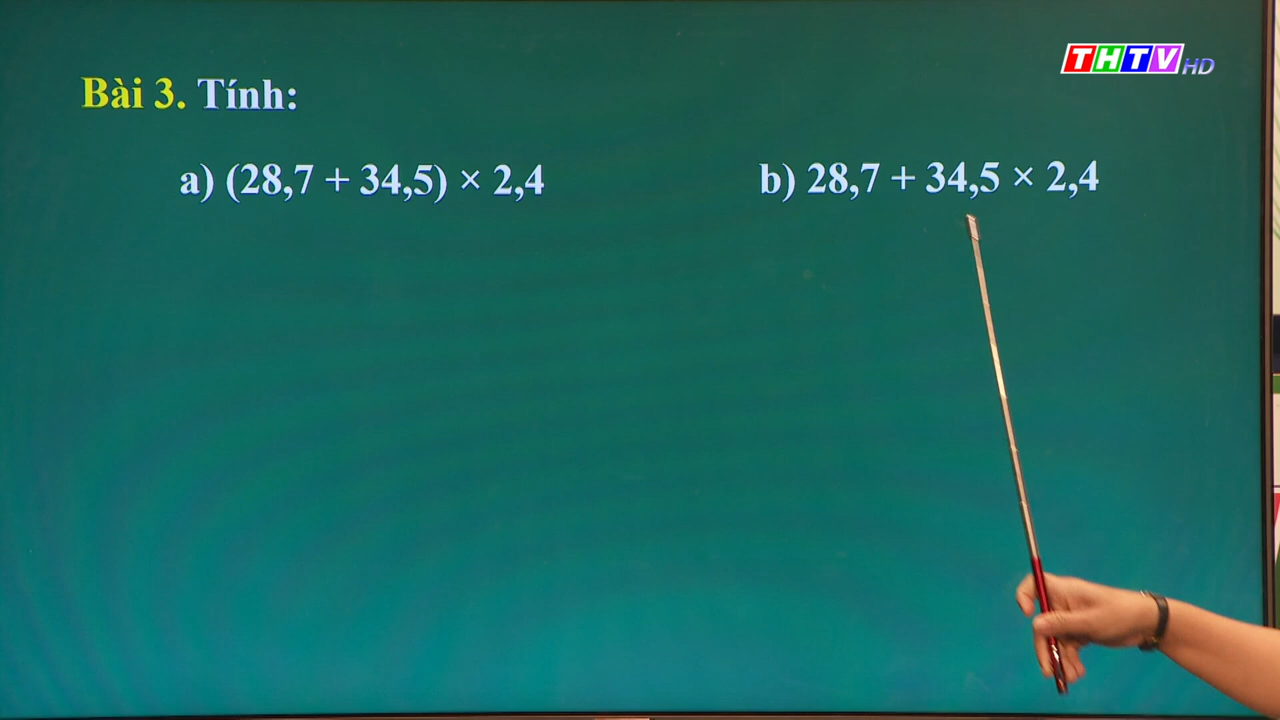 THTV HD
Bài 3. Tính:
a) (28,7 + 34,5) × 2,4
b) 28,7 + 34,5 × 2,4